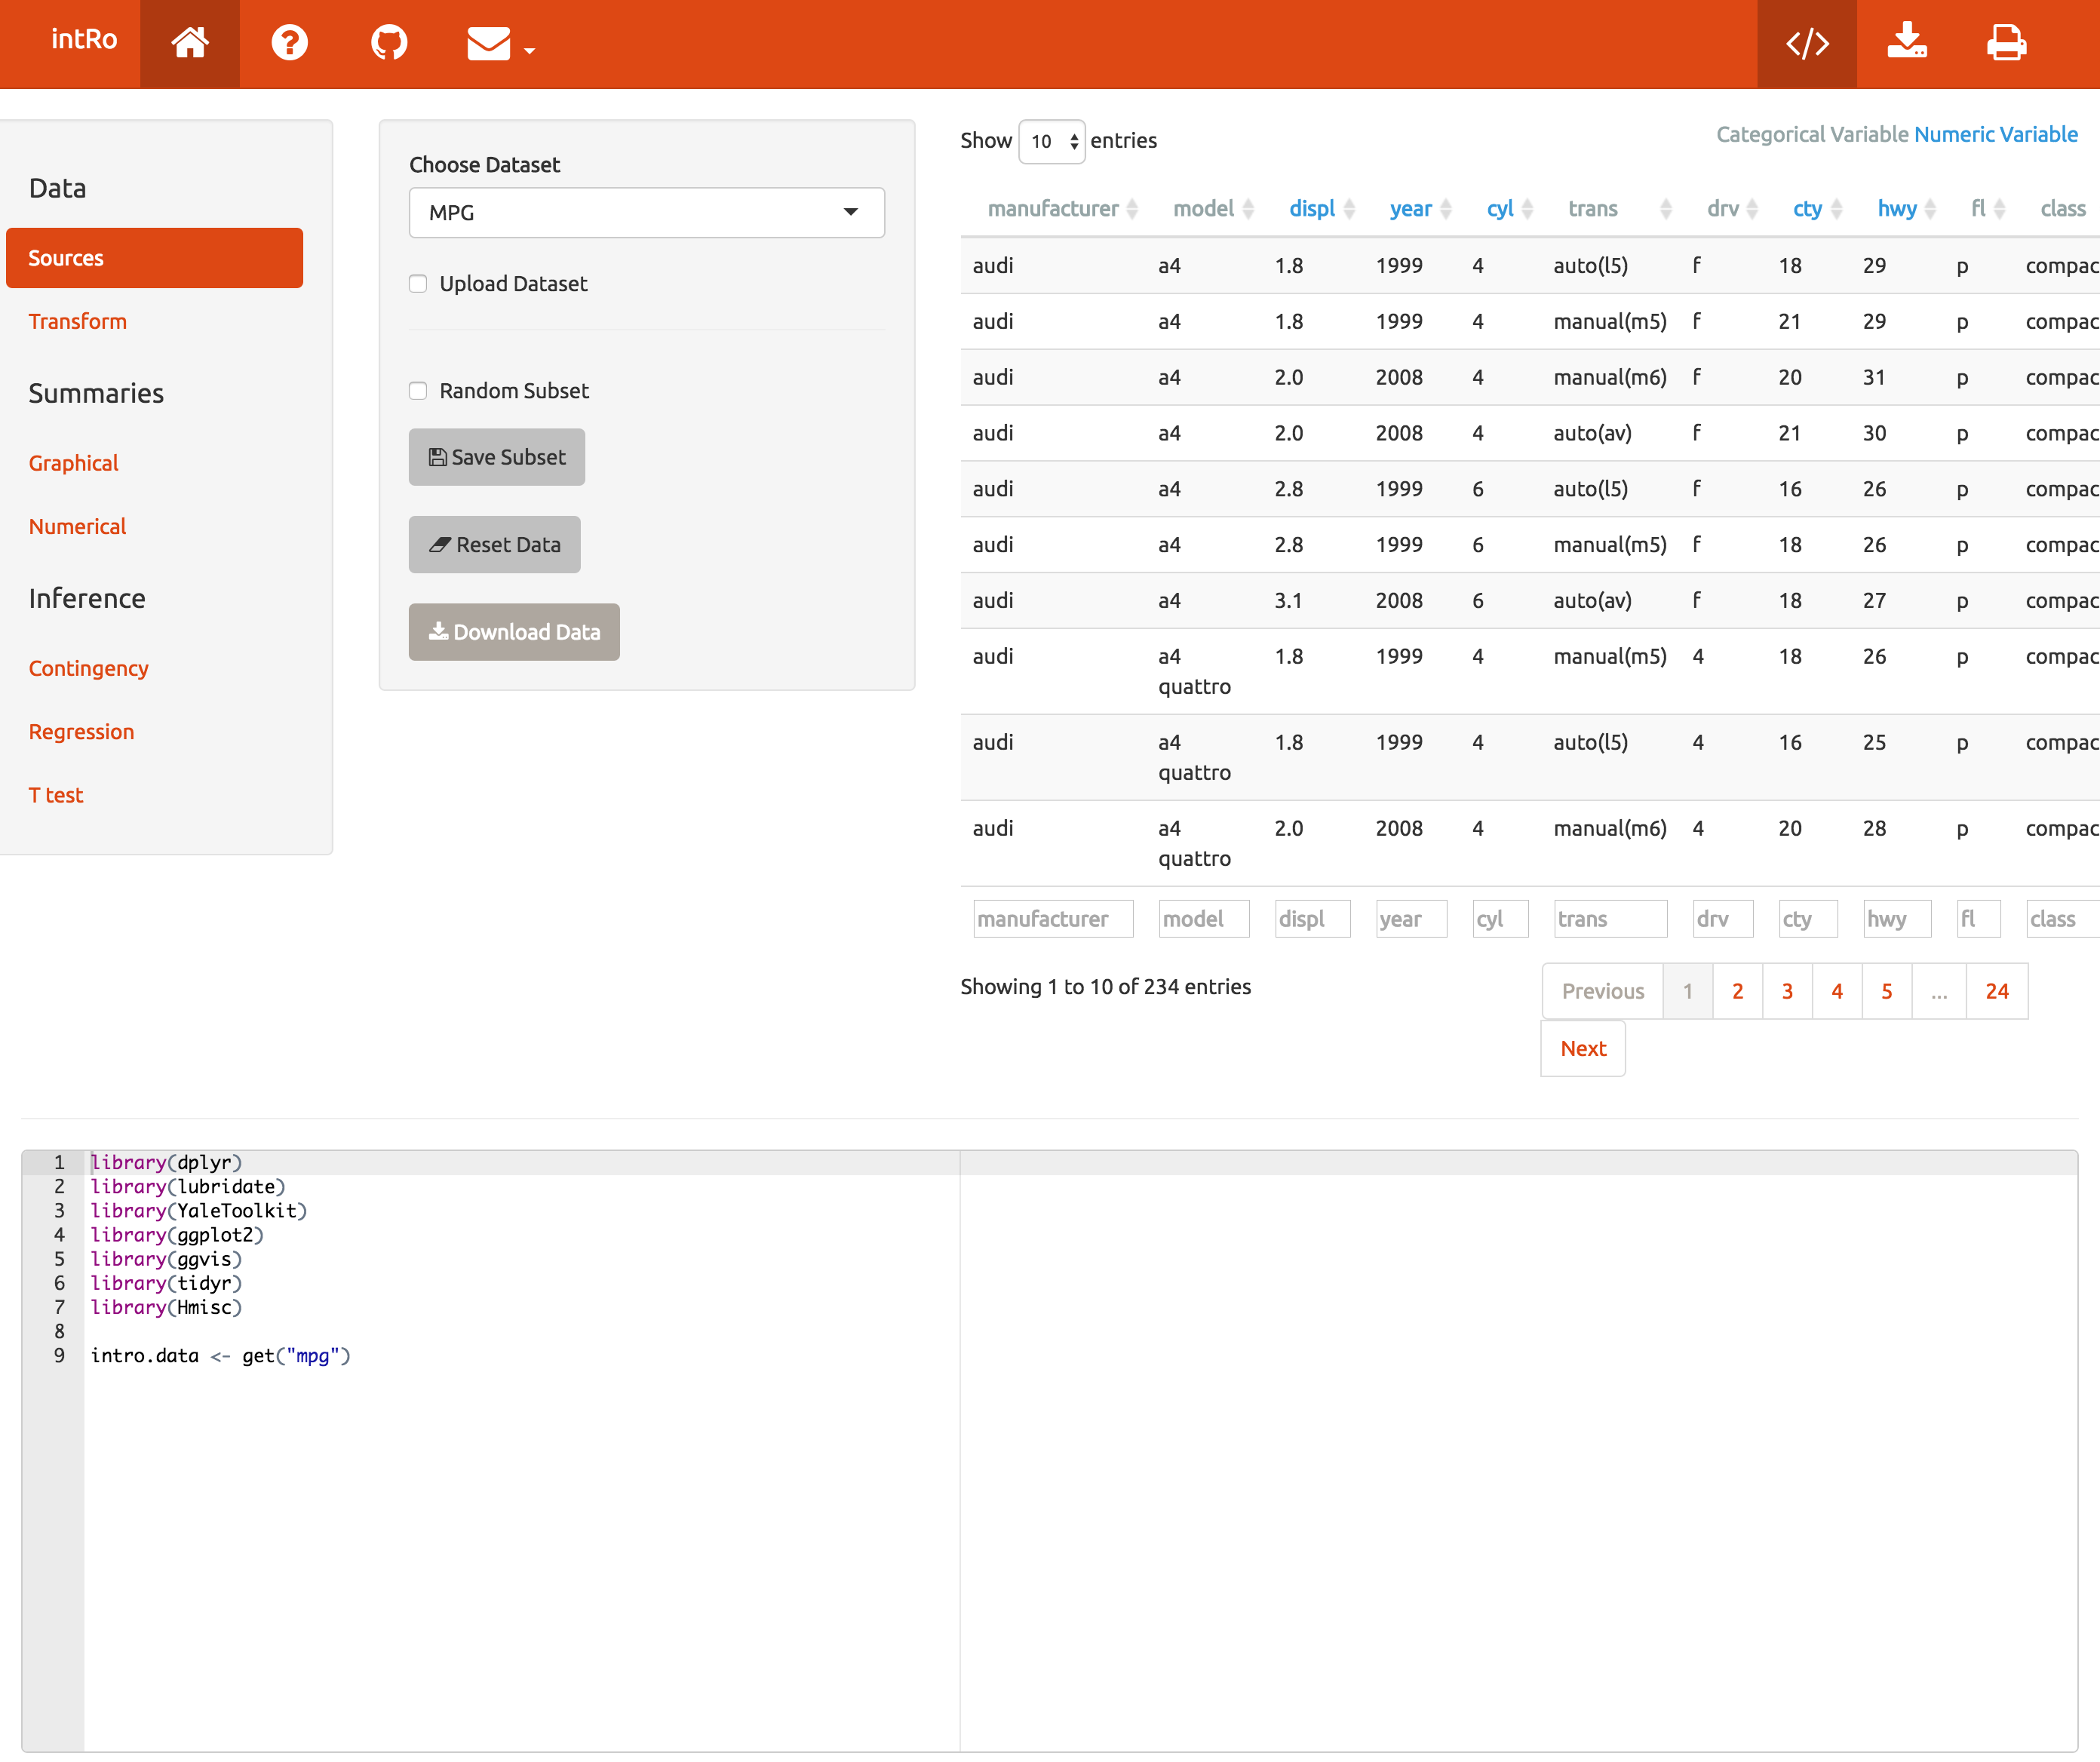 intRo
Data
Sources
Transform
Summaries
Graphical
Numerical
Inference
Contingency
Regression
T test
Choose Dataset
MPG
Upload Dataset
Random Subset
Save Subset
Reset Data
Download Data
Show 10 entries
Categorical Variable Numeric Variable
manufacturer model displ year cyl trans drv cty hwy fl class
audi a4 1.8 1999 4 auto(l5) f 18 29 p compac
audi a4 1.8 1999 4 manual(m5) f 21 29 p compac
audi a4 2.0 2008 4 manual(m6) f 20 31 p compac
audi a4 2.0 2008 4 auto(av) f 21 30 p compac
audi a4 2.8 1999 6 auto(l5) f 16 26 p compac
audi a4 2.8 1999 6 manual(m5) f 18 26 p compac
audi a4 3.1 2008 6 auto(av) f 18 27 p compac
audi a4 1.8 1999 4 manual(m5) 4 18 26 p compac
quattro
audi a4 1.8 1999 4 auto(l5) 4 16 25 p compac
quattro
audi a4 2.0 2008 4 manual(m6) 4 20 28 p compac
quattro
manufacturer model displ year cyl trans drv cty hwy fl class
Showing 1 to 10 of 234 entries
Previous 1 2 3 4 5 ... 24
Next
1 library(dplyr)
2 library(lubridate)
3 library(YaleToolkit)
4 library(ggplot2)
5 library(ggvis)
6 library(tidyr)
7 library(Hmisc)
8
9 intro.data <- get("mpg")